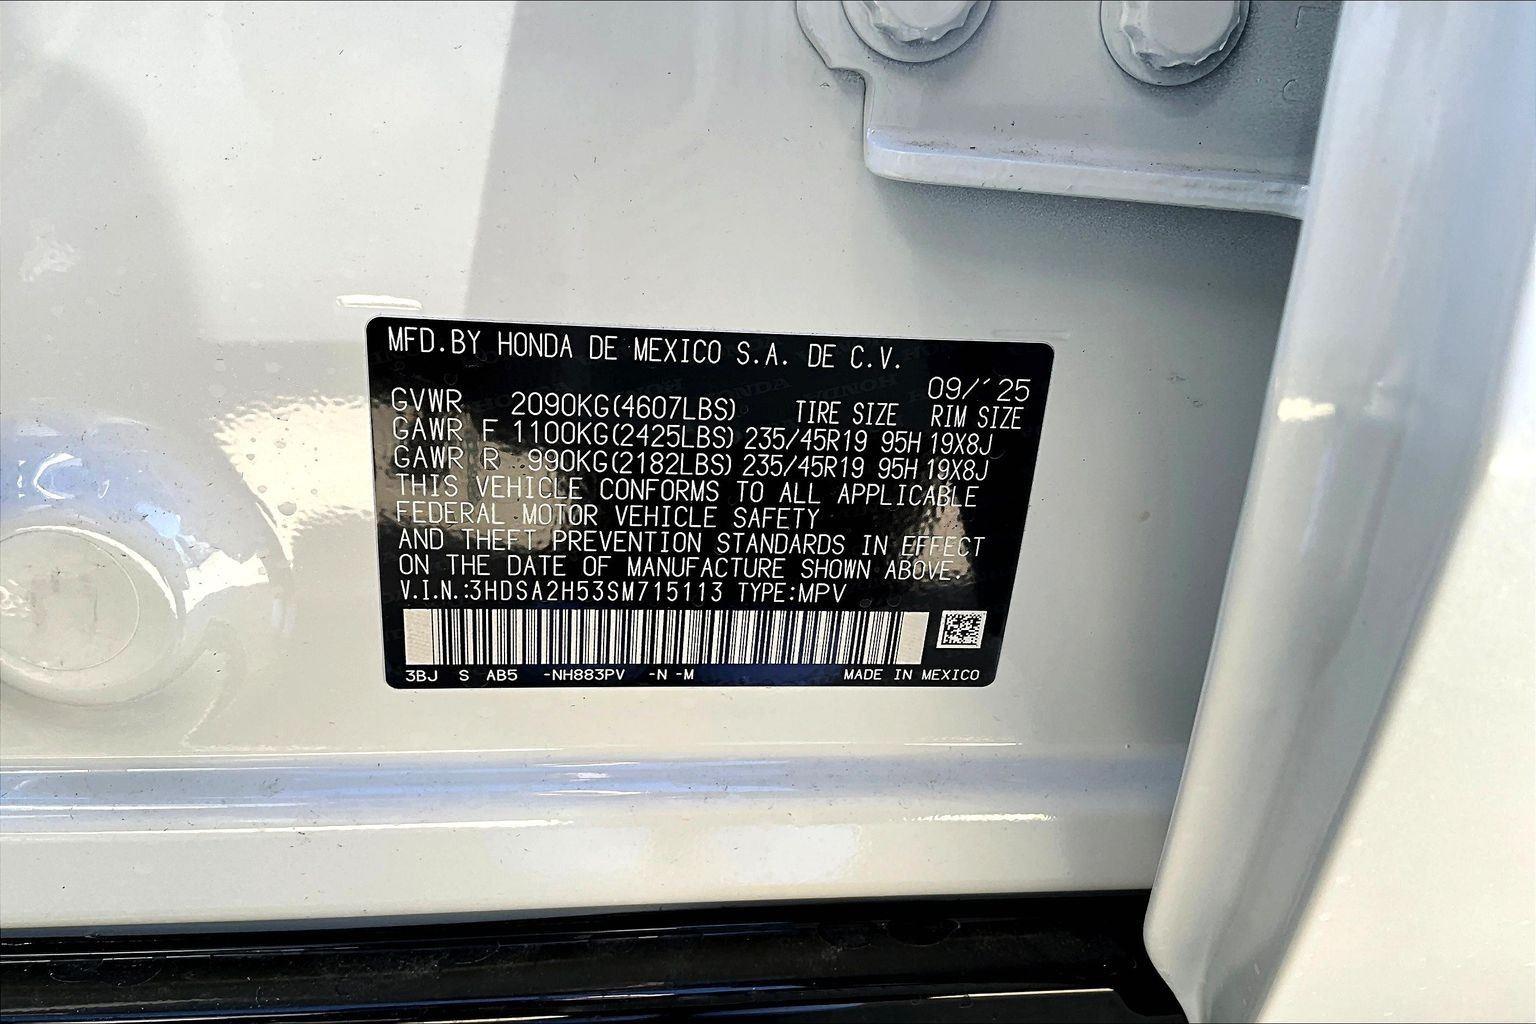 MFD.BY HONDA DE MEXICO S.A. DE C.V.
09/'25
GVWR 2090KG(4607LBS) TIRE SIZE RIM SIZE
GAWR F 1100KG(2425LBS) 235/45R19 95H 19X8J
GAWR R 990KG(2182LBS) 235/45R19 95H 19X8J
THIS VEHICLE CONFORMS TO ALL APPLICABLE
FEDERAL MOTOR VEHICLE SAFETY
AND THEFT PREVENTION STANDARDS IN EFFECT
ON THE DATE OF MANUFACTURE SHOWN ABOVE.
V.I.N.:3HDSA2H53SM715113 TYPE:MPV
3BJ S AB5 -NH883PV -N -M MADE IN MEXICO